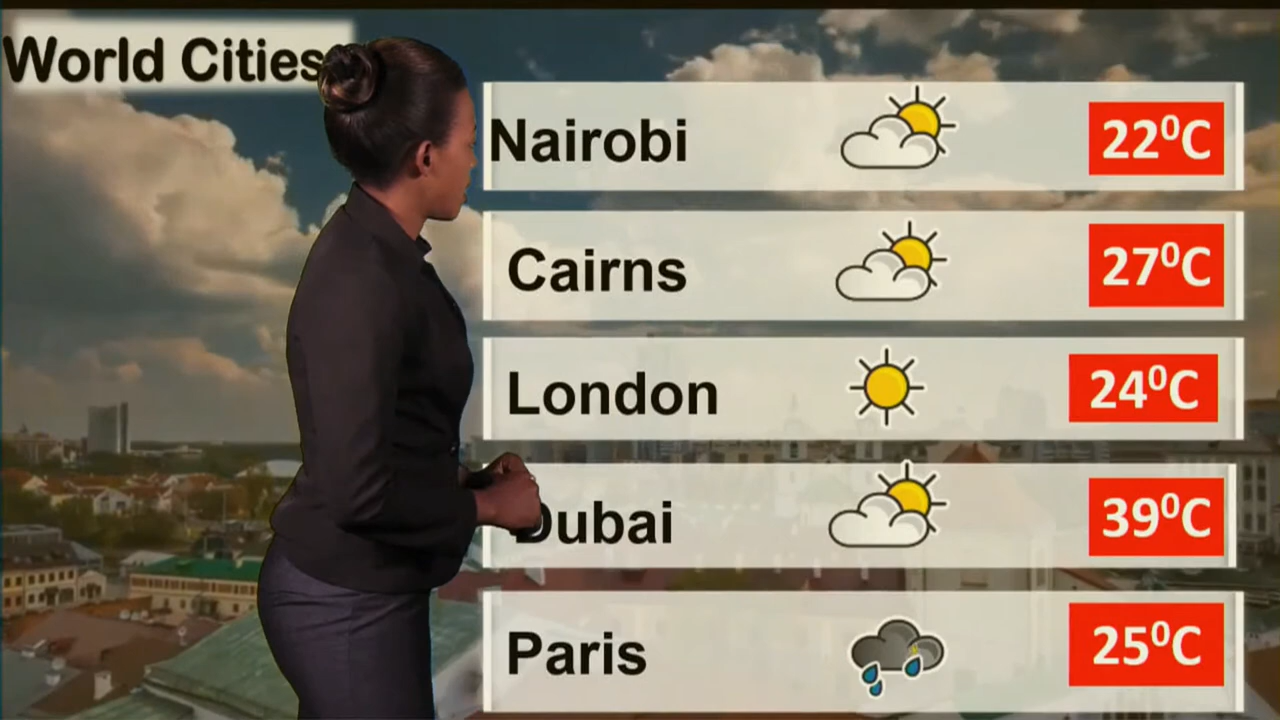 World Cities
Nairobi 22⁰C
Cairns 27⁰C
London 24⁰C
Dubai 39⁰C
Paris 25⁰C